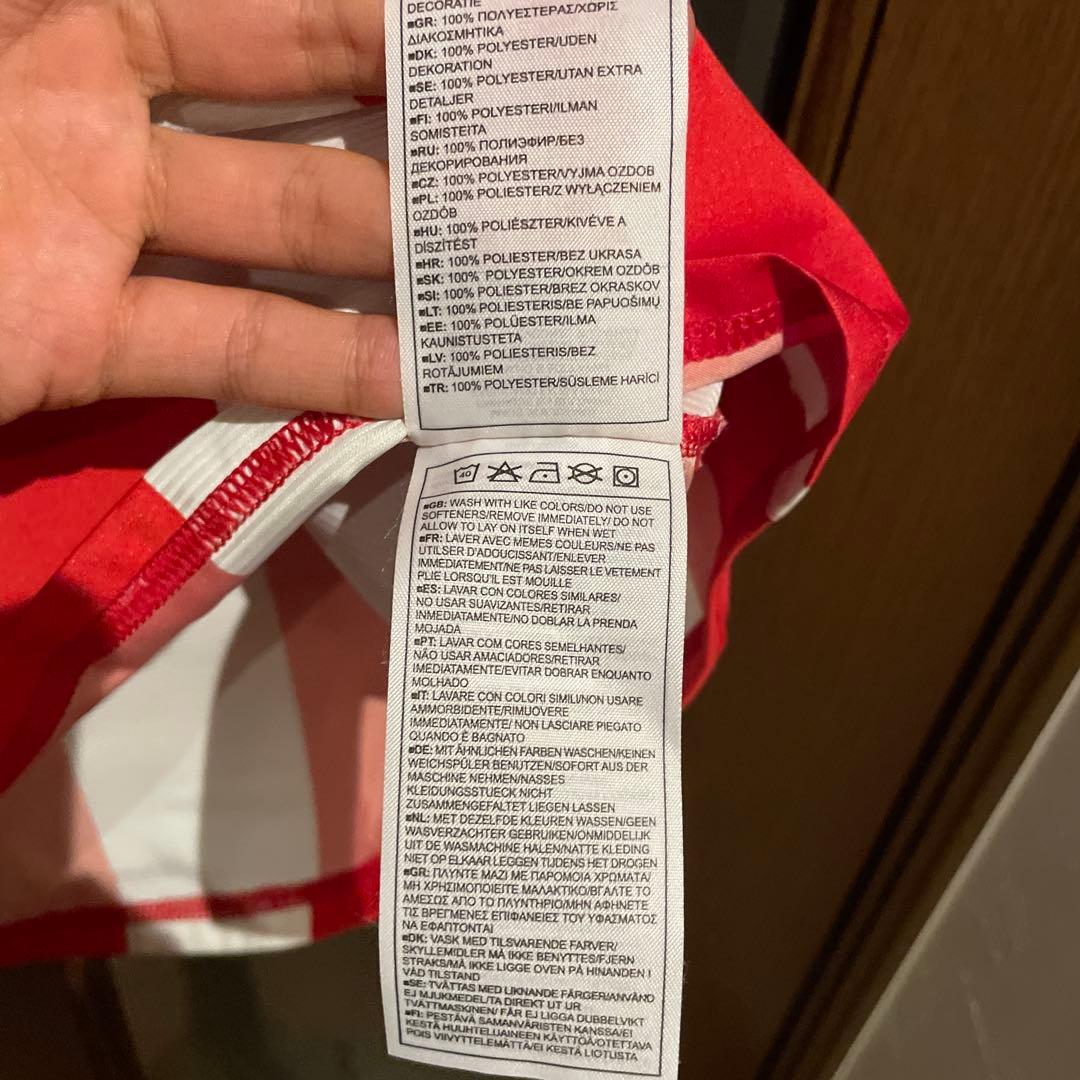 DECORATIE
■GR: 100% ΠΟΛΥΕΣΤΕΡΑΣ/ΧΩΡΙΣ
ΔΙΑΚΟΣΜΗΤΙΚΑ
■DK: 100% POLYESTER/UDEN
DEKORATION
■SE: 100% POLYESTER/UTAN EXTRA
DETALJER
■FI: 100% POLYESTERI/ILMAN
SOMISTEITA
■RU: 100% ПОЛИЭФИР/БЕЗ
ДЕКОРИРОВАНИЯ
■CZ: 100% POLYESTER/VYJMA OZDOB
■PL: 100% POLIESTER/Z WYŁĄCZENIEM
OZDÓB
■HU: 100% POLIÉSZTER/KIVÉVE A
DÍSZÍTÉST
■HR: 100% POLYESTER/BEZ UKRASA
■SK: 100% POLYESTER/OKREM OZDÔB
■SI: 100% POLYESTER/BREZ OKRASKOV
■LT: 100% POLIESTERIS/BE PAPUOŠIMŲ
■EE: 100% POLÜESTER/ILMA
KAUNISTUSTETA
■LV: 100% POLIESTERIS/BEZ
ROTĀJUMIEM
■TR: 100% POLYESTER/SÜSLEME HARİCİ
40
■GB: WASH WITH LIKE COLORS/DO NOT USE
SOFTENERS/REMOVE IMMEDIATELY/ DO NOT
ALLOW TO LAY ON ITSELF WHEN WET
■FR: LAVER AVEC MEMES COULEURS/NE PAS
UTILSER D'ADOUCISSANT/ENLEVER
IMMEDIATEMENT/NE PAS LAISSER LE VETEMENT
PLIE LORSQU'IL EST MOUILLE
■ES: LAVAR CON COLORES SIMILARES/
NO USAR SUAVIZANTES/RETIRAR
INMEDIATAMENTE/NO DOBLAR LA PRENDA
MOJADA
■PT: LAVAR COM CORES SEMELHANTES/
NÃO USAR AMACIADORES/RETIRAR
IMEDIATAMENTE/EVITAR DOBRAR ENQUANTO
MOLHADO
■IT: LAVARE CON COLORI SIMILI/NON USARE
AMMORBIDENTE/RIMUOVERE
IMMEDIATAMENTE/ NON LASCIARE PIEGATO
QUANDO É BAGNATO
■DE: MIT ÄHNLICHEN FARBEN WASCHEN/KEINEN
WEICHSPÜLER BENUTZEN/SOFORT AUS DER
MASCHINE NEHMEN/NASSES
KLEIDUNGSSTUECK NICHT
ZUSAMMENGEFALTET LIEGEN LASSEN
■NL: MET DEZELFDE KLEUREN WASSEN/GEEN
WASVERZACHTER GEBRUIKEN/ONMIDDELIJK
UIT DE WASMACHINE HALEN/NATTE KLEDING
NIET OP ELKAAR LEGGEN TIJDENS HET DROGEN
■GR: ΠΛΥΝΤΕ ΜΑΖΙ ΜΕ ΠΑΡΟΜΟΙΑ ΧΡΩΜΑΤΑ/
ΜΗ ΧΡΗΣΙΜΟΠΟΙΕΙΤΕ ΜΑΛΑΚΤΙΚΟ/ΒΓΑΛΤΕ ΤΟ
ΑΜΕΣΩΣ ΑΠΟ ΤΟ ΠΛΥΝΤΗΡΙΟ/ΜΗΝ ΑΦΗΝΕΤΕ
ΤΙΣ ΒΡΕΓΜΕΝΕΣ ΕΠΙΦΑΝΕΙΕΣ ΤΟΥ ΥΦΑΣΜΑΤΟΣ
ΝΑ ΕΦΑΠΤΟΝΤΑΙ
■DK: VASK MED TILSVARENDE FARVER/
SKYLLEMIDLER MÅ IKKE BENYTTES/FJERN
STRAKS/MÅ IKKE LIGGE OVEN PÅ HINANDEN I
VÅD TILSTAND
■SE: TVÄTTAS MED LIKNANDE FÄRGER/ANVÄND
EJ MJUKMEDEL/TA DIREKT UT UR
TVÄTTMASKINEN/ FÅR EJ LIGGA DUBBELVIKT
■FI: PESTÄVÄ SAMANVÄRISTEN KANSSA/EI
KESTÄ HUUHTELUAINEEN KÄYTTÖÄ/OTETTAVA
POIS VIIVYTTELEMÄTTÄ/EI KESTÄ LIOTUSTA